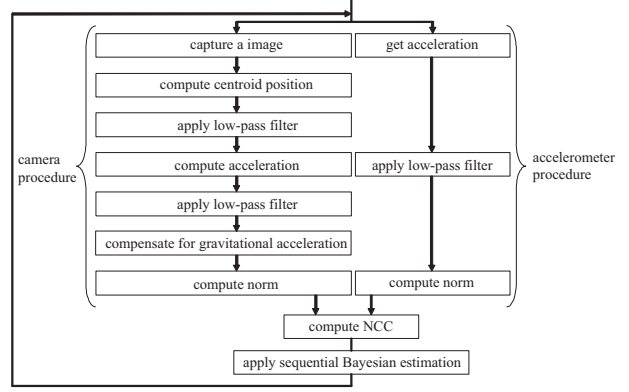 capture a image
get acceleration
compute centroid position
apply low-pass filter
camera
procedure
compute acceleration
apply low-pass filter
accelerometer
procedure
apply low-pass filter
compensate for gravitational acceleration
compute norm
compute norm
compute NCC
apply sequential Bayesian estimation